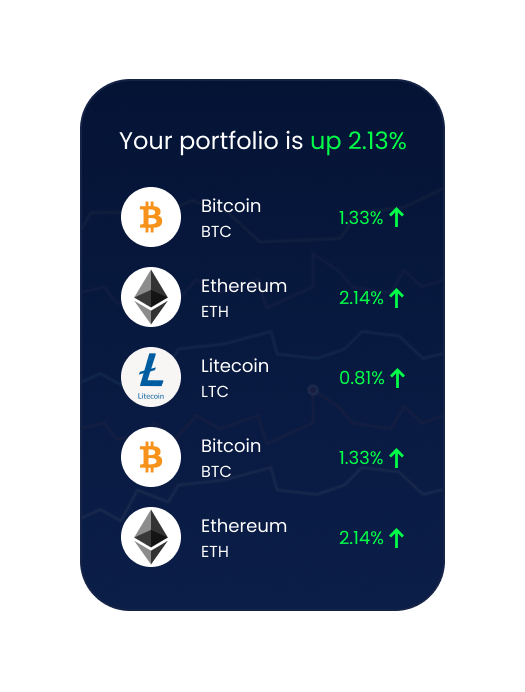 Your portfolio is up 2.13%
Bitcoin
BTC
1.33%
Ethereum
ETH
2.14%
Litecoin
Litecoin
LTC
0.81%
Bitcoin
BTC
1.33%
Ethereum
ETH
2.14%